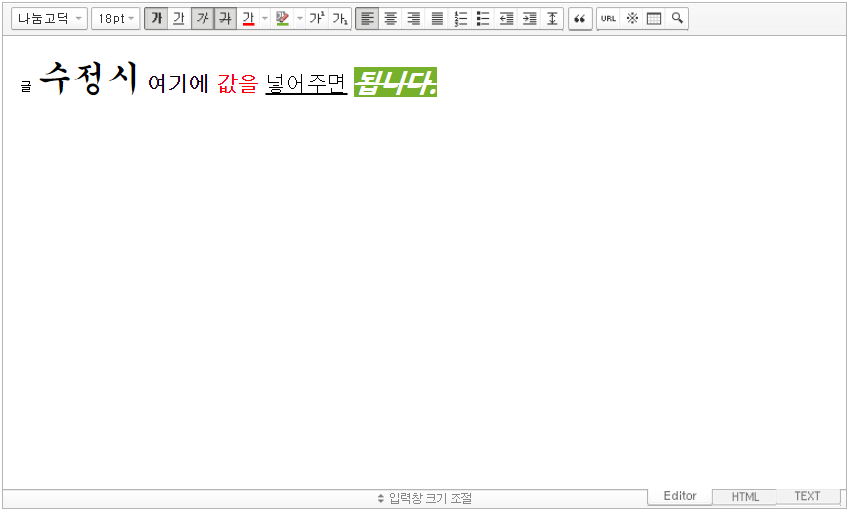 나눔고딕 18pt 가 가 가 가 가 가¹ 가₁ URL
글 수정시 여기에 값을 넣어주면 됩니다.
입력창 크기 조절 Editor HTML TEXT